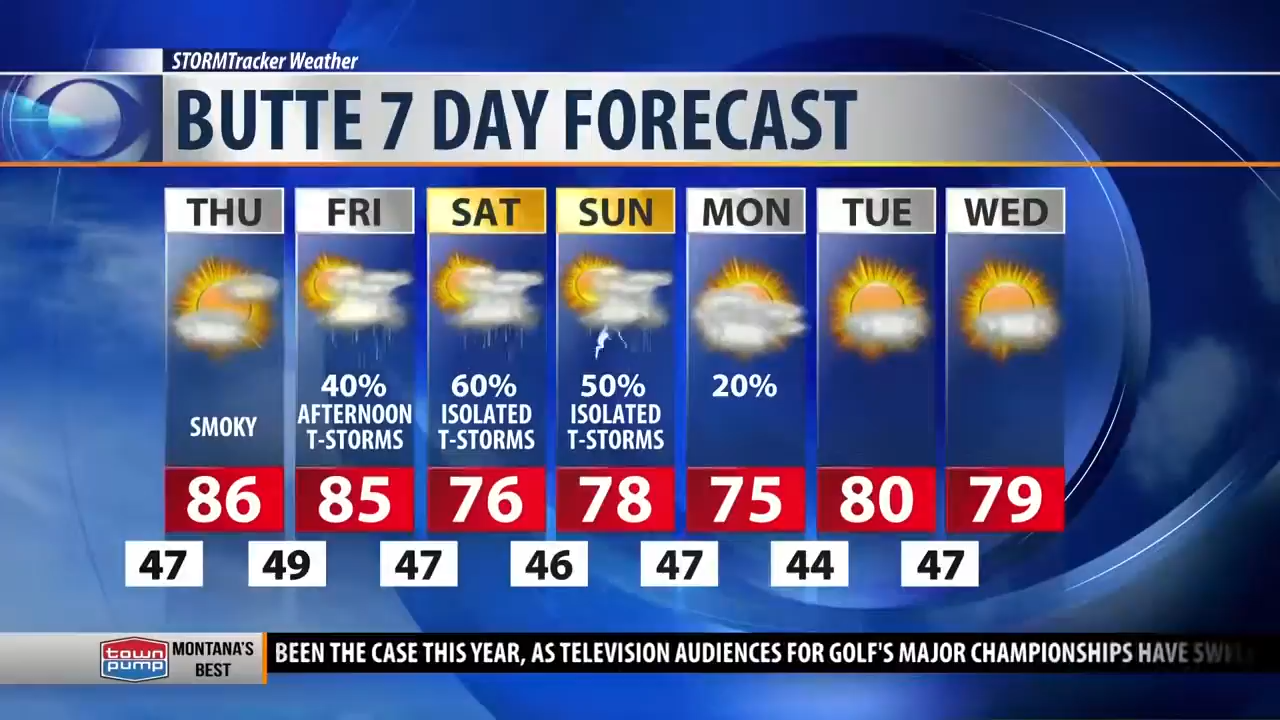 STORMTracker Weather
BUTTE 7 DAY FORECAST
THU FRI SAT SUN MON TUE WED
40% 60% 50% 20%
SMOKY
AFTERNOON ISOLATED ISOLATED
T-STORMS T-STORMS T-STORMS
86 85 76 78 75 80 79
47 49 47 46 47 44 47
town
pump
MONTANA'S
BEST
BEEN THE CASE THIS YEAR, AS TELEVISION AUDIENCES FOR GOLF'S MAJOR CHAMPIONSHIPS HAVE